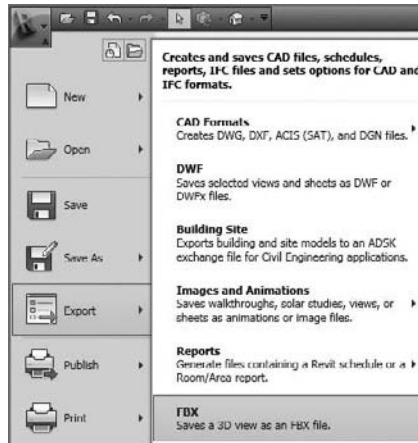 Creates and saves CAD files, schedules,
reports, IFC files and sets options for CAD and
IFC formats.
New
CAD Formats
Creates DWG, DXF, ACIS (SAT), and DGN files.
Open
DWF
Saves selected views and sheets as DWF or
DWFx files.
Save
Building Site
Exports building and site models to an ADSK
exchange file for Civil Engineering applications.
Save As
Images and Animations
Saves walkthroughs, solar studies, views, or
sheets as animations or image files.
Export
Reports
Generate files containing a Revit schedule or a
Room/Area report.
Publish
FBX
Saves a 3D view as an FBX file.
Print